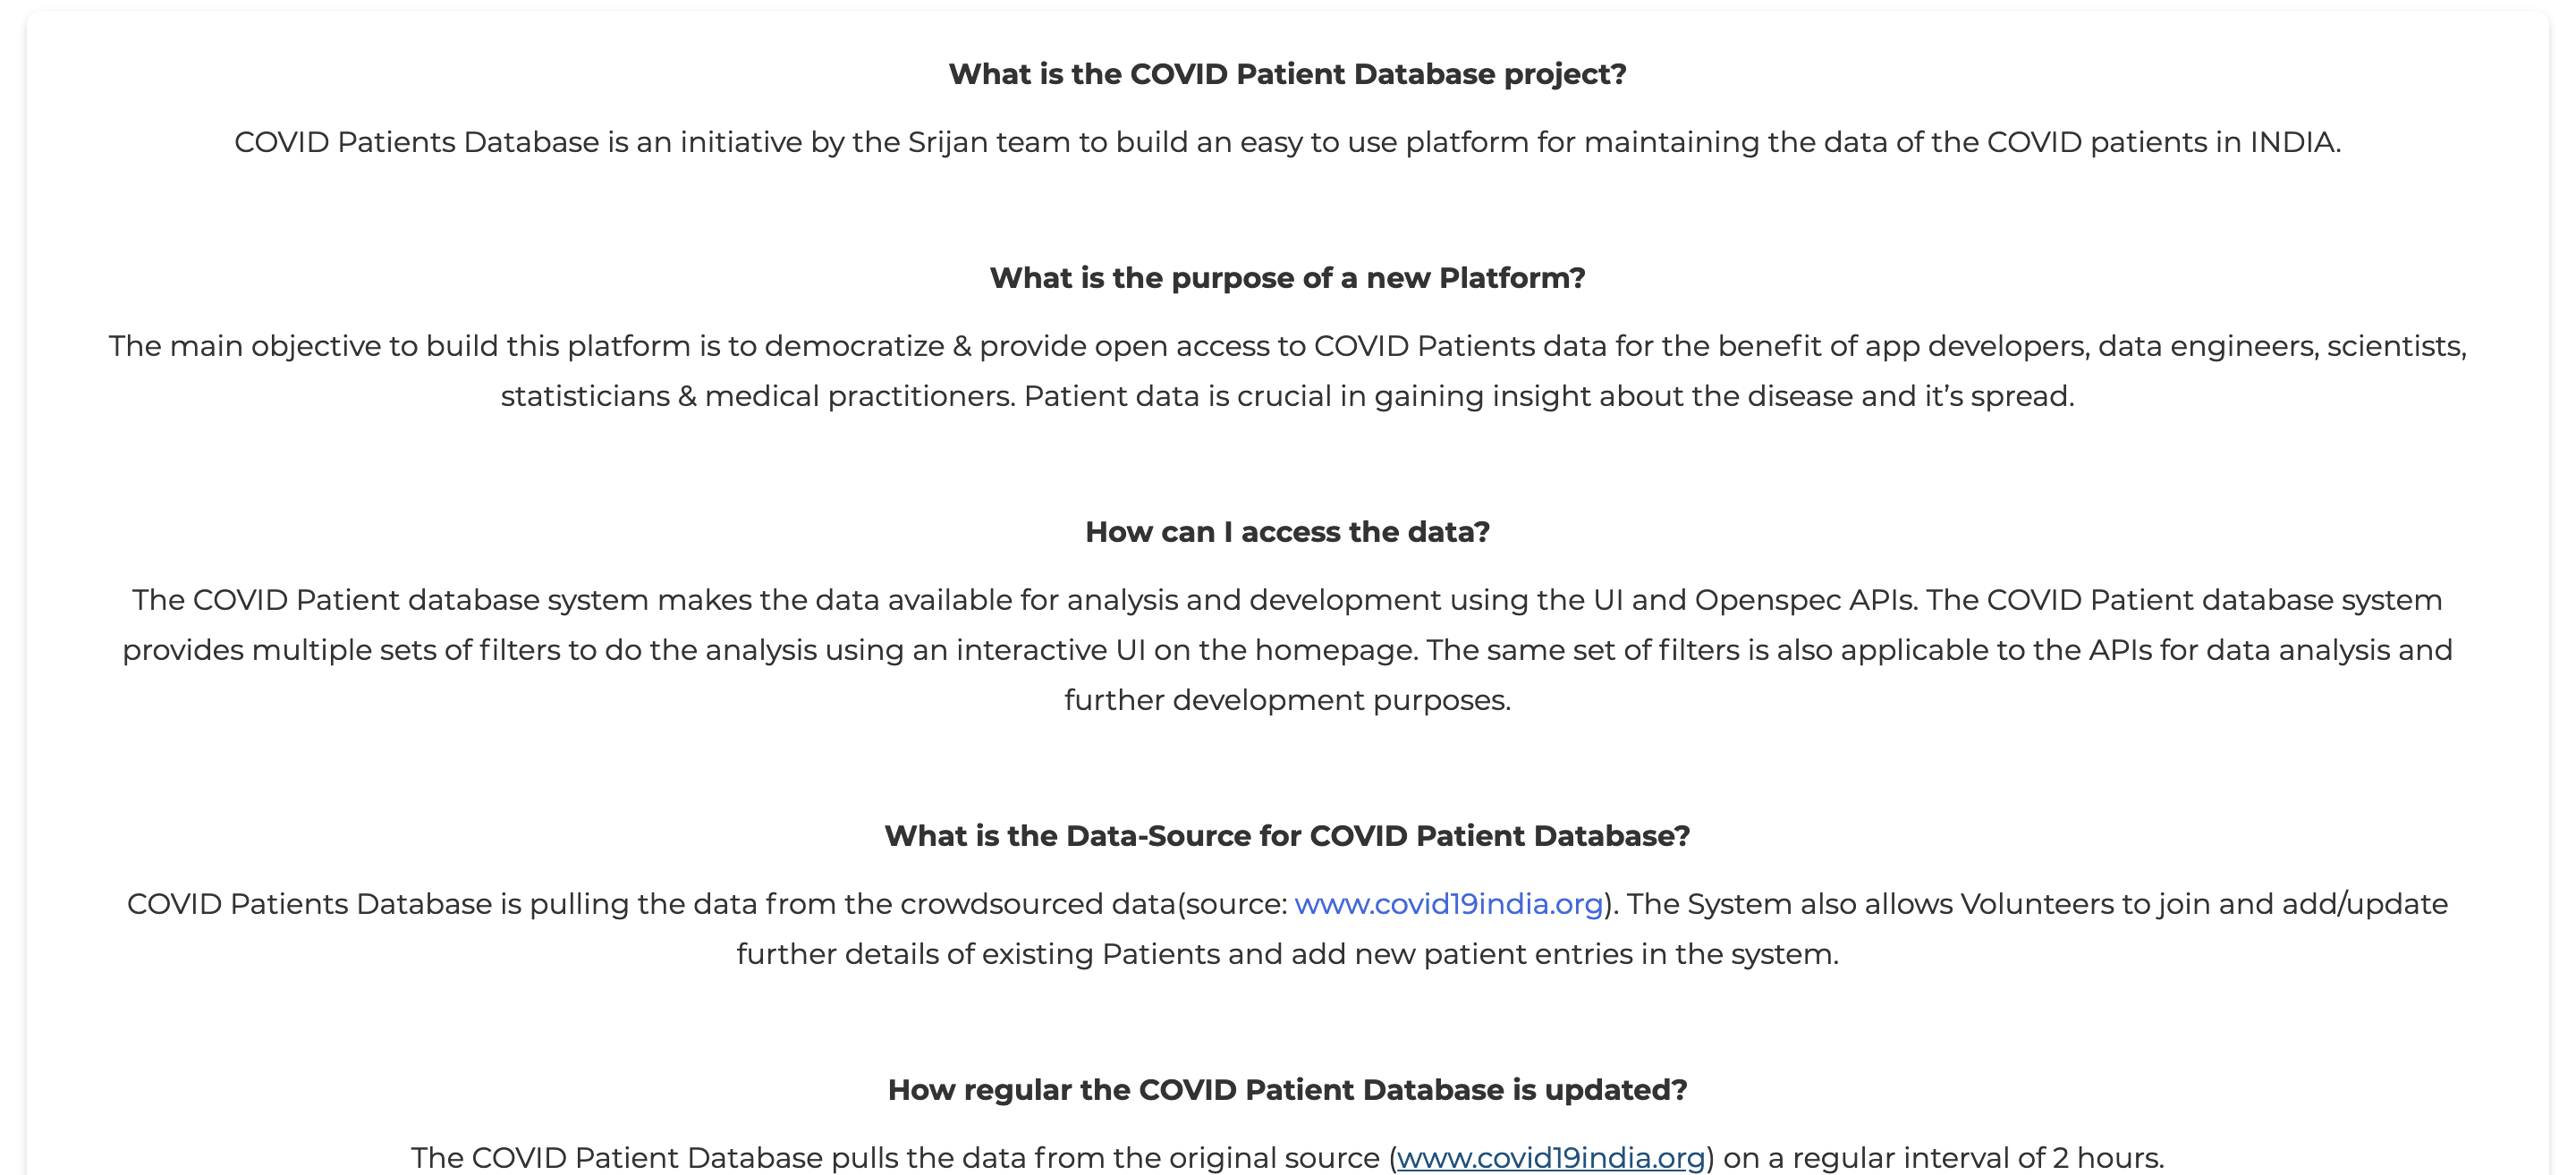 What is the COVID Patient Database project?
COVID Patients Database is an initiative by the Srijan team to build an easy to use platform for maintaining the data of the COVID patients in INDIA.
What is the purpose of a new Platform?
The main objective to build this platform is to democratize & provide open access to COVID Patients data for the benefit of app developers, data engineers, scientists,
statisticians & medical practitioners. Patient data is crucial in gaining insight about the disease and it’s spread.
How can I access the data?
The COVID Patient database system makes the data available for analysis and development using the UI and Openspec APIs. The COVID Patient database system
provides multiple sets of filters to do the analysis using an interactive UI on the homepage. The same set of filters is also applicable to the APIs for data analysis and
further development purposes.
What is the Data-Source for COVID Patient Database?
COVID Patients Database is pulling the data from the crowdsourced data(source: www.covid19india.org). The System also allows Volunteers to join and add/update
further details of existing Patients and add new patient entries in the system.
How regular the COVID Patient Database is updated?
The COVID Patient Database pulls the data from the original source (www.covid19india.org) on a regular interval of 2 hours.